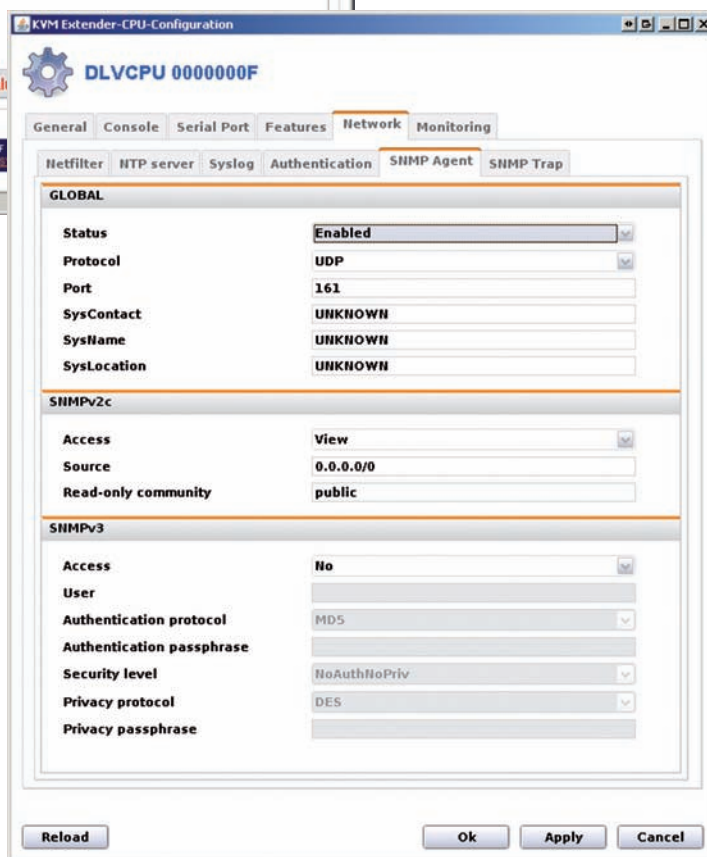 KVM Extender-CPU-Configuration
DLVCPU 0000000F
General Console Serial Port Features Network Monitoring
Netfilter NTP server Syslog Authentication SNMP Agent SNMP Trap
GLOBAL
Status Enabled
Protocol UDP
Port 161
SysContact UNKNOWN
SysName UNKNOWN
SysLocation UNKNOWN
SNMPv2c
Access View
Source 0.0.0.0/0
Read-only community public
SNMPv3
Access No
User
Authentication protocol MD5
Authentication passphrase
Security level NoAuthNoPriv
Privacy protocol DES
Privacy passphrase
Reload Ok Apply Cancel